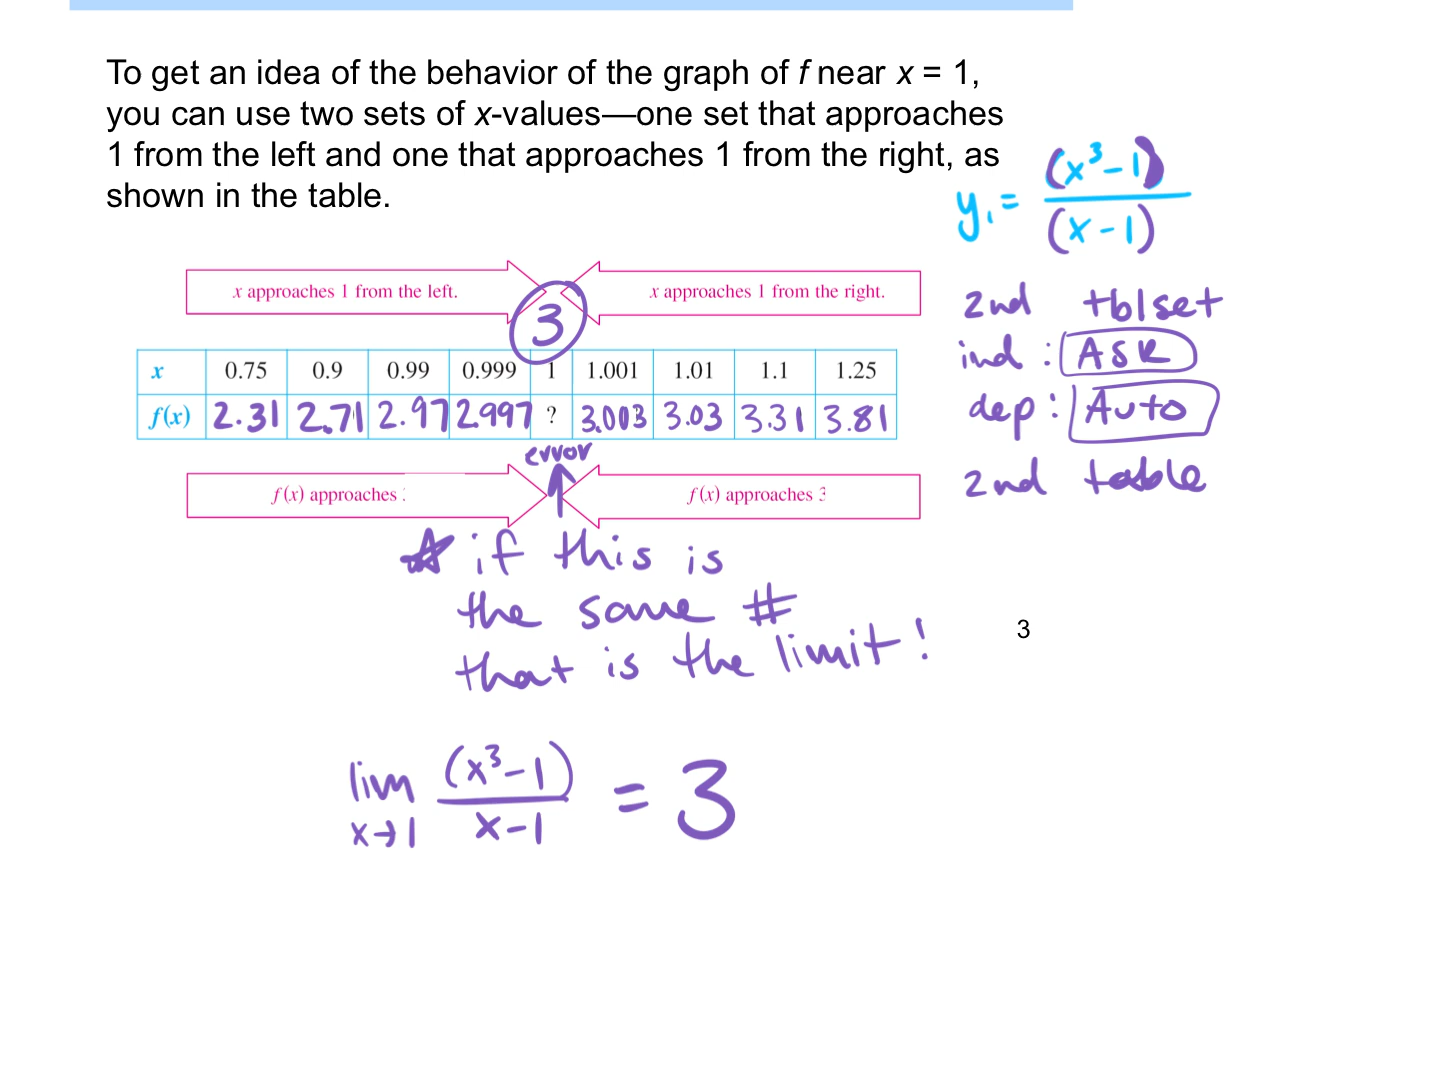 To get an idea of the behavior of the graph of f near x = 1,
you can use two sets of x-values—one set that approaches
1 from the left and one that approaches 1 from the right, as
shown in the table.
y₁ = (x³ – 1) / (x – 1)
x approaches 1 from the left.
x approaches 1 from the right.
3
2nd tblset
ind : ASK
dep : Auto
2nd table
x 0.75 0.9 0.99 0.999 1 1.001 1.01 1.1 1.25
f(x) 2.31 2.71 2.97 2.997 ? 3.003 3.03 3.31 3.81
error
f(x) approaches
f(x) approaches 3
☆ if this is
the same #
that is the limit!
3
lim x→1 (x³–1) / x–1 = 3